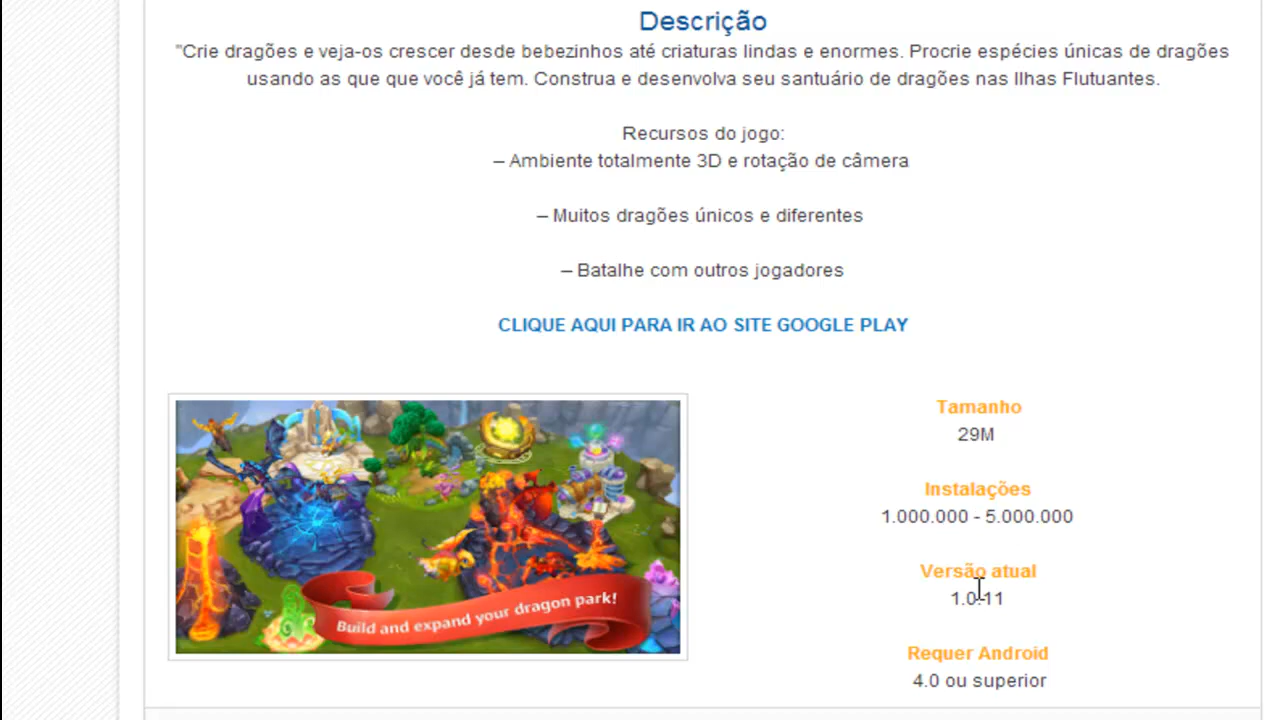 Descrição
"Crie dragões e veja-os crescer desde bebezinhos até criaturas lindas e enormes. Procrie espécies únicas de dragões
usando as que que você já tem. Construa e desenvolva seu santuário de dragões nas Ilhas Flutuantes.
Recursos do jogo:
– Ambiente totalmente 3D e rotação de câmera
– Muitos dragões únicos e diferentes
– Batalhe com outros jogadores
CLIQUE AQUI PARA IR AO SITE GOOGLE PLAY
Build and expand your dragon park!
Tamanho
29M
Instalações
1.000.000 - 5.000.000
Versão atual
1.0.11
Requer Android
4.0 ou superior